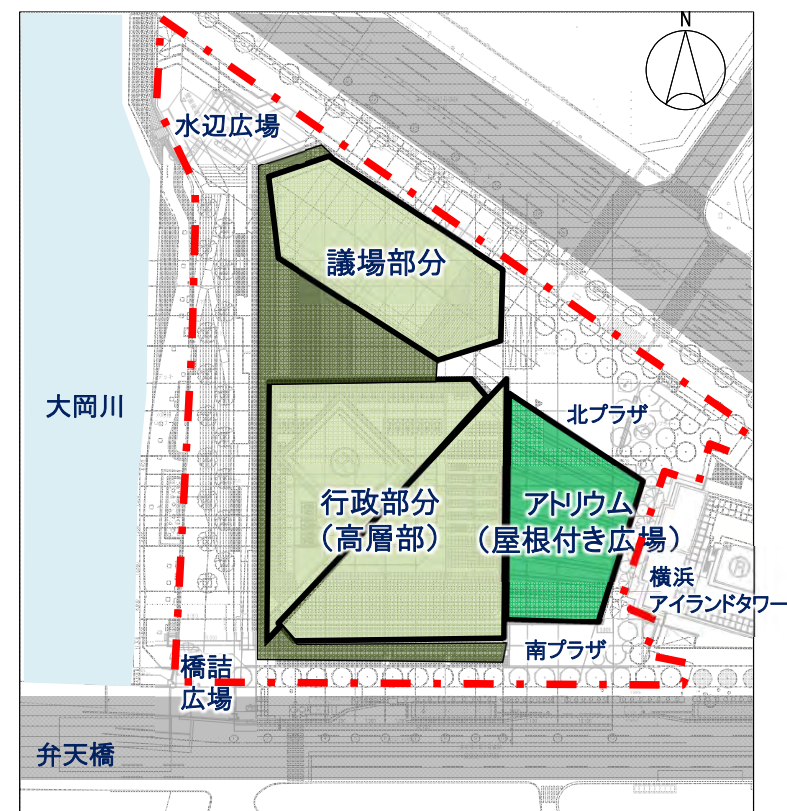 N
水辺広場
議場部分
大岡川
北プラザ
行政部分
（高層部）
アトリウム
（屋根付き広場）
横浜
アイランドタワー
南プラザ
橋詰
広場
弁天橋